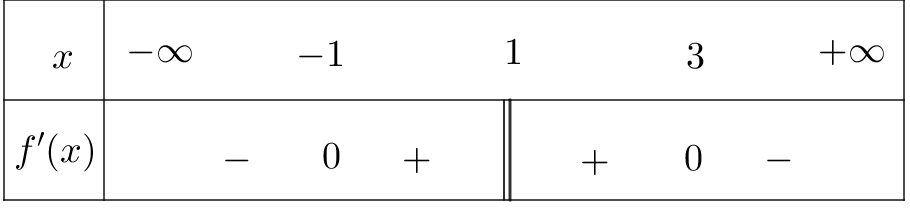 x −∞ −1 1 3 +∞
f′(x) − 0 + + 0 −